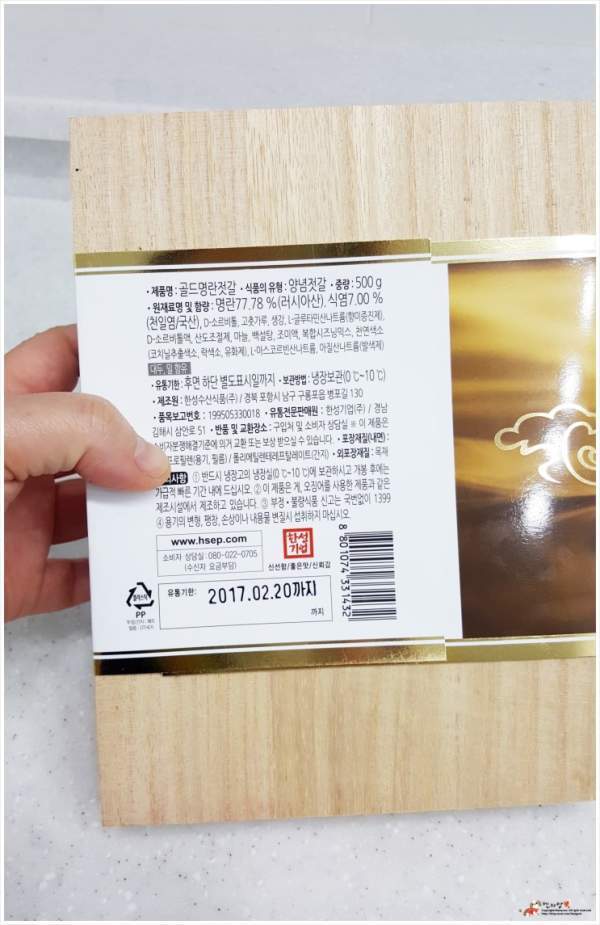 • 제품명 : 골드명란젓갈 • 식품의 유형 : 양념젓갈 • 중량 : 500 g
• 원재료명 및 함량 : 명란77.78 %(러시아산), 식염7.00 %
(천일염/국산), D-소르비톨, 고춧가루, 생강, L-글루타민산나트륨(향미증진제),
D-소르비톨액, 산도조절제, 마늘, 백설탕, 조미액, 복합시즈닝믹스, 천연색소
(코치닐추출색소, 락색소, 유화제), L-아스코르빈산나트륨, 아질산나트륨(발색제)
대두, 밀 함유
• 유통기한 : 후면 하단 별도표시일까지 • 보관방법 : 냉장보관(0 ℃~10 ℃)
• 제조원 : 한성수산식품(주) / 경북 포항시 남구 구룡포읍 병포길 130
• 품목보고번호 : 199505330018 • 유통전문판매원 : 한성기업(주) / 경남
김해시 삼안로 51 • 반품 및 교환장소 : 구입처 및 소비자 상담실 ※ 이 제품은
소비자분쟁해결기준에 의거 교환 또는 보상 받으실 수 있습니다. • 포장재질(내면) :
프로필렌(용기, 필름) / 폴리에틸렌테레프탈레이트(간지) • 외포장재질 : 목재
사항 ① 반드시 냉장고의 냉장실(0 ℃~10 ℃)에 보관하시고 개봉 후에는
가급적 빠른 기간 내에 드십시오. ② 이 제품은 게, 오징어를 사용한 제품과 같은
제조시설에서 제조하고 있습니다. ③ 부정 • 불량식품 신고는 국번없이 1399
④ 용기의 변형, 팽창, 손상이나 내용물 변질시 섭취하지 마십시오.
www.hsep.com
소비자 상담실 : 080-022-0705
(수신자 요금부담)
한성
기업
신선함/좋은맛/신뢰감
8 801074 331432
유통기한: 2017.02.20까지
까지
PP